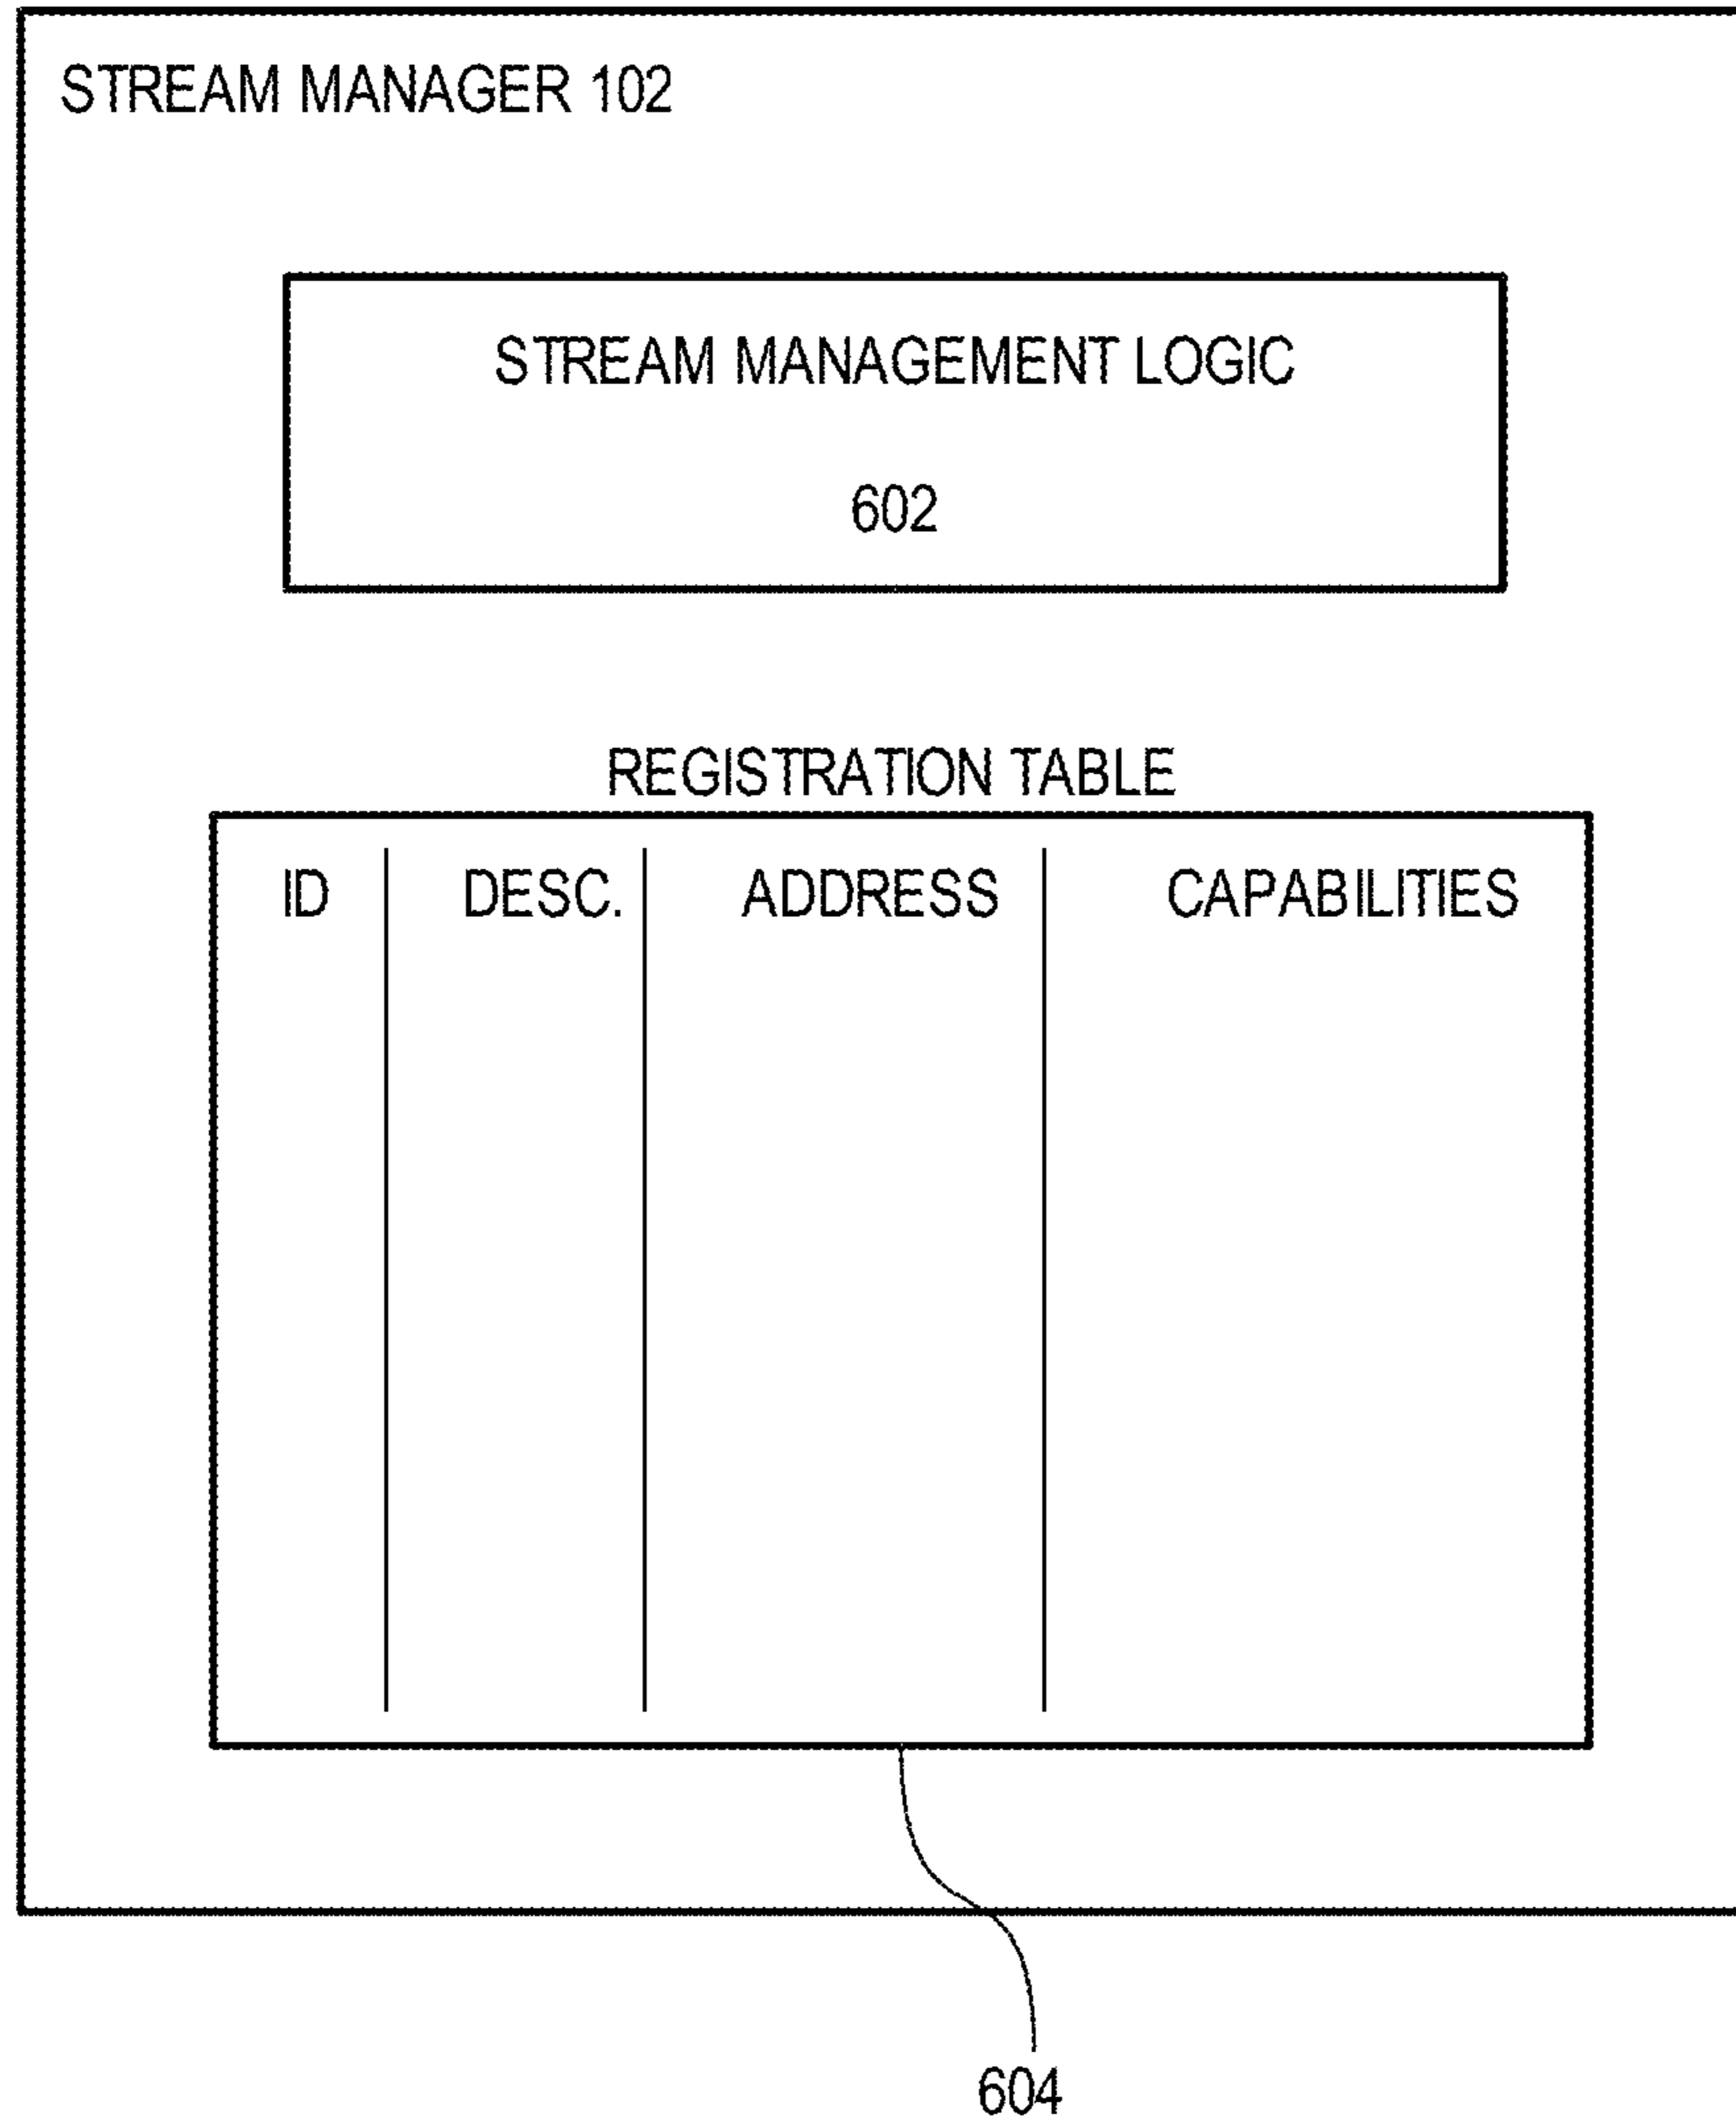 STREAM MANAGER 102
STREAM MANAGEMENT LOGIC
602
REGISTRATION TABLE
ID DESC. ADDRESS CAPABILITIES
604